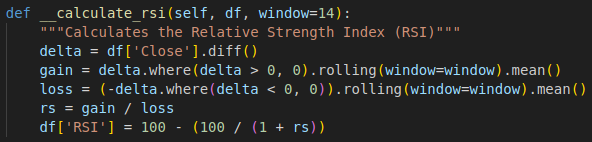 def __calculate_rsi(self, df, window=14):
    """Calculates the Relative Strength Index (RSI)"""
    delta = df['Close'].diff()
    gain = delta.where(delta > 0, 0).rolling(window=window).mean()
    loss = (-delta.where(delta < 0, 0)).rolling(window=window).mean()
    rs = gain / loss
    df['RSI'] = 100 - (100 / (1 + rs))